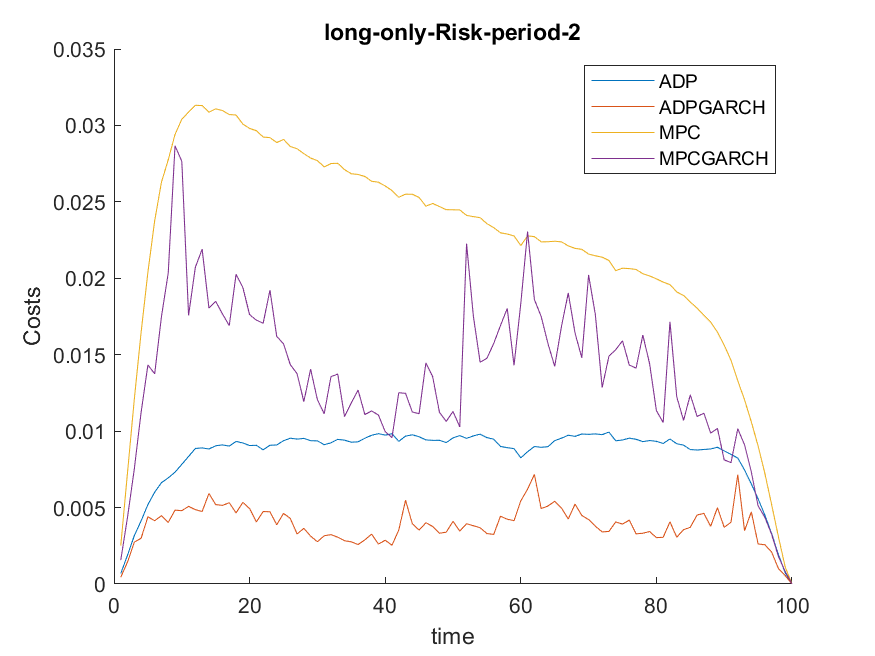 long-only-Risk-period-2
0.035
0.03
0.025
0.02
0.015
0.01
0.005
0
Costs
ADP
ADPGARCH
MPC
MPCGARCH
0 20 40 60 80 100
time